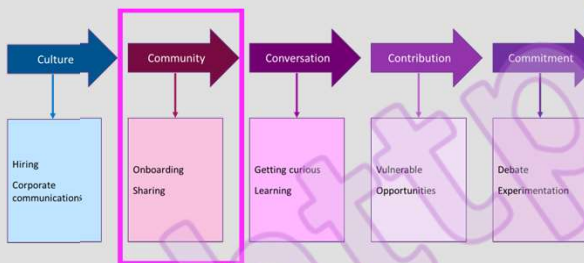 Culture
Community
Conversation
Contribution
Commitment
Hiring
Corporate
communications
Onboarding
Sharing
Getting curious
Learning
Vulnerable
Opportunities
Debate
Experimentation